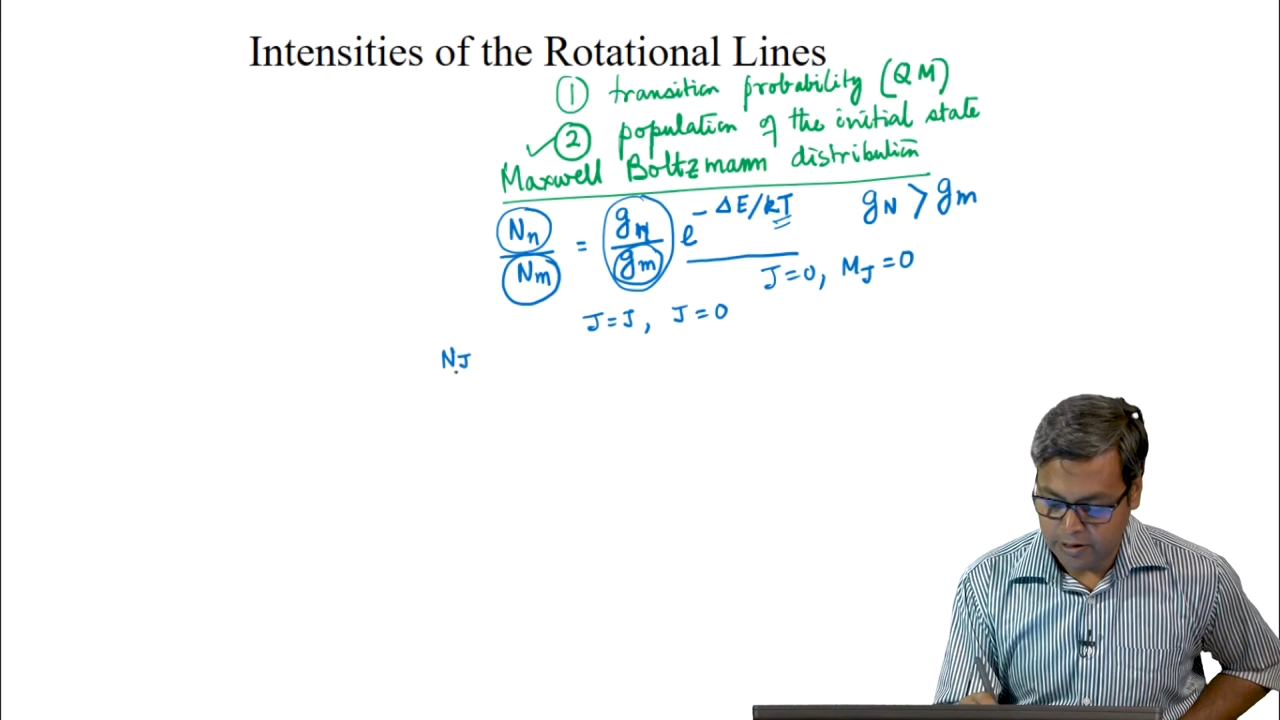 Intensities of the Rotational Lines
① transition probability (QM)
✓② population of the initial state
Maxwell Boltzmann distribution
Nn/Nm = gn/gm e^-ΔE/kT gN > gm
J=0, MJ=0
J=J, J=0
NJ